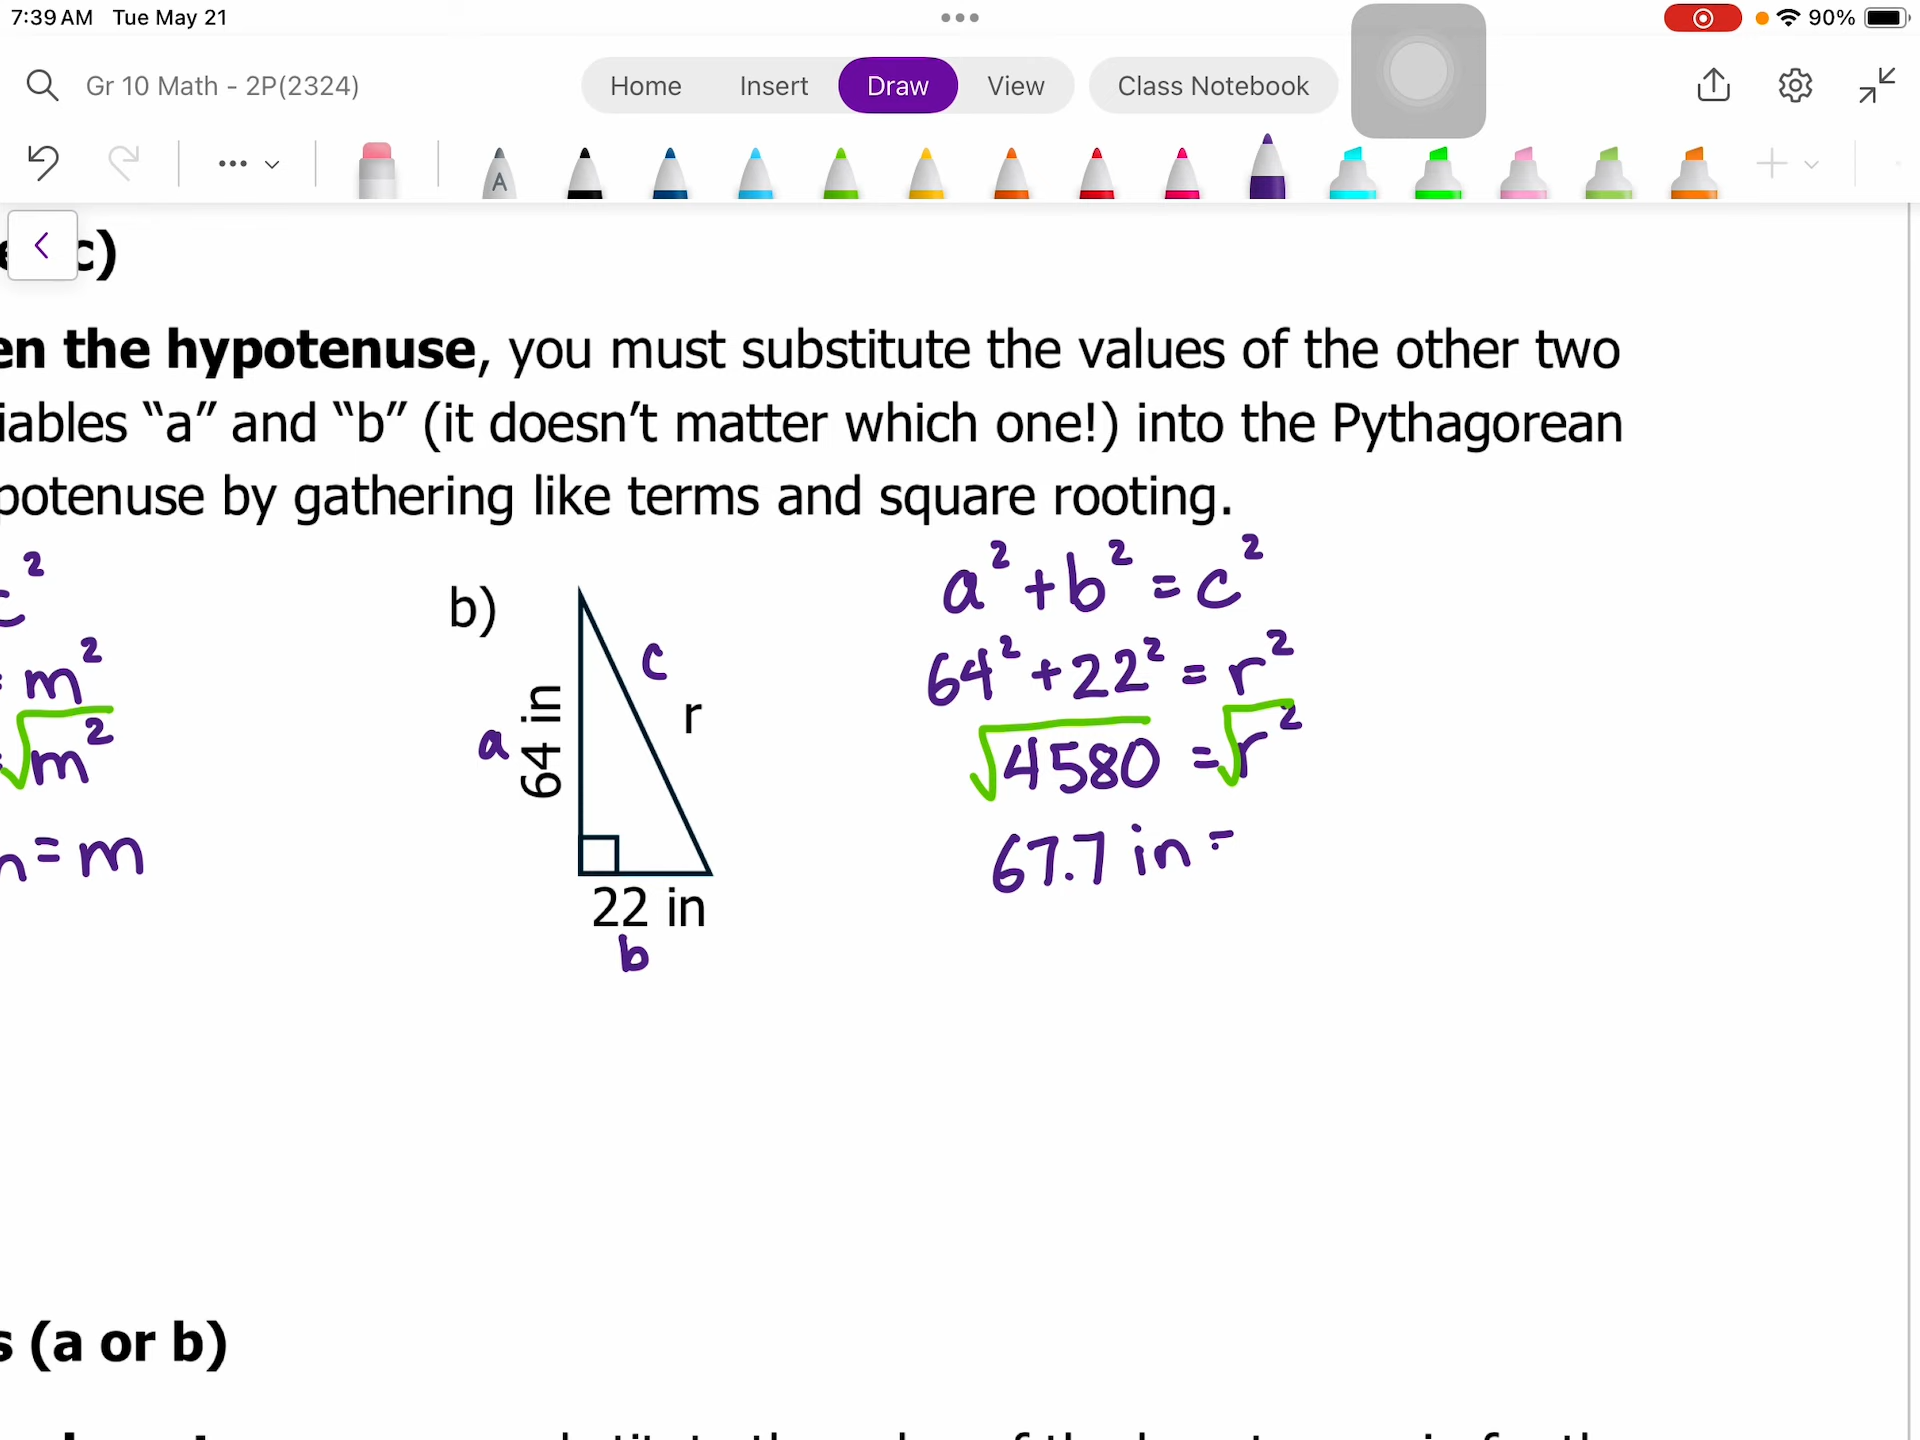 7:39 AM Tue May 21 90%
Gr 10 Math - 2P(2324) Home Insert Draw View Class Notebook
A
c)
en the hypotenuse, you must substitute the values of the other two
iables “a” and “b” (it doesn’t matter which one!) into the Pythagorean
potenuse by gathering like terms and square rooting.
c²
= m²
√m²
n = m
b)
a
64 in
c
r
22 in
b
a² + b² = c²
64² + 22² = r²
√4580 = √r²
67.7 in =
s (a or b)